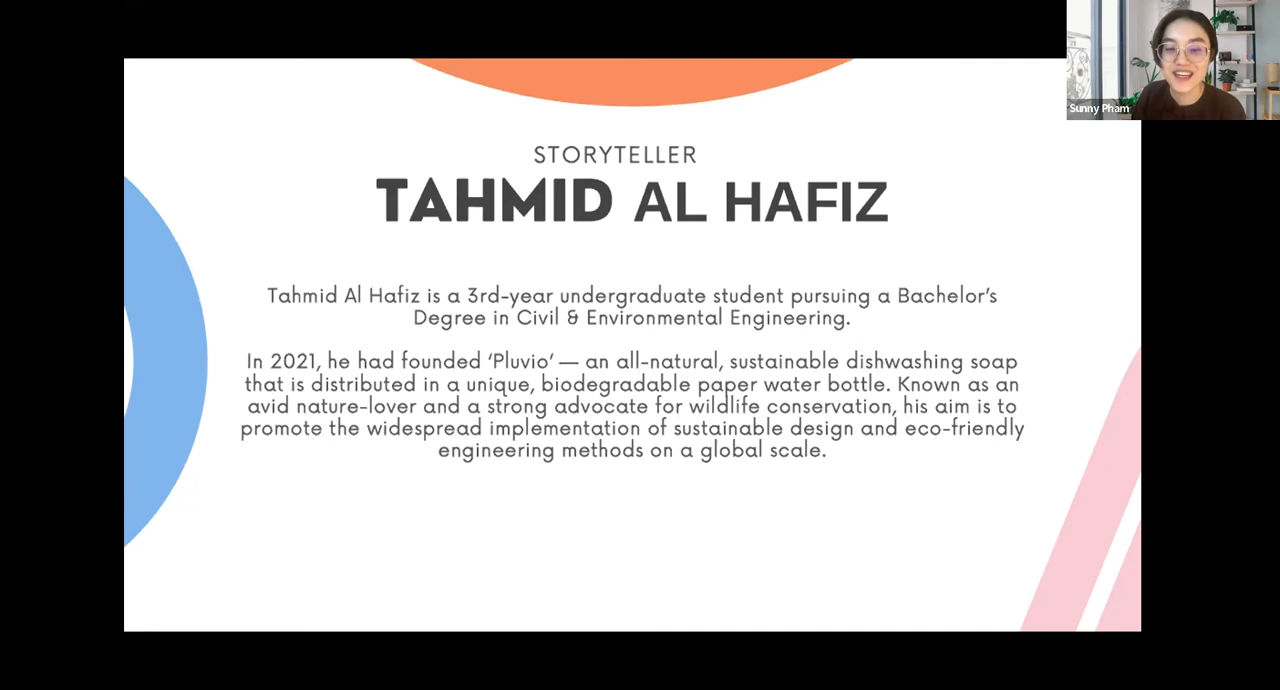 Sunny Pham
STORYTELLER
TAHMID AL HAFIZ
Tahmid Al Hafiz is a 3rd-year undergraduate student pursuing a Bachelor's
Degree in Civil & Environmental Engineering.
In 2021, he had founded ‘Pluvio’ — an all-natural, sustainable dishwashing soap
that is distributed in a unique, biodegradable paper water bottle. Known as an
avid nature-lover and a strong advocate for wildlife conservation, his aim is to
promote the widespread implementation of sustainable design and eco-friendly
engineering methods on a global scale.